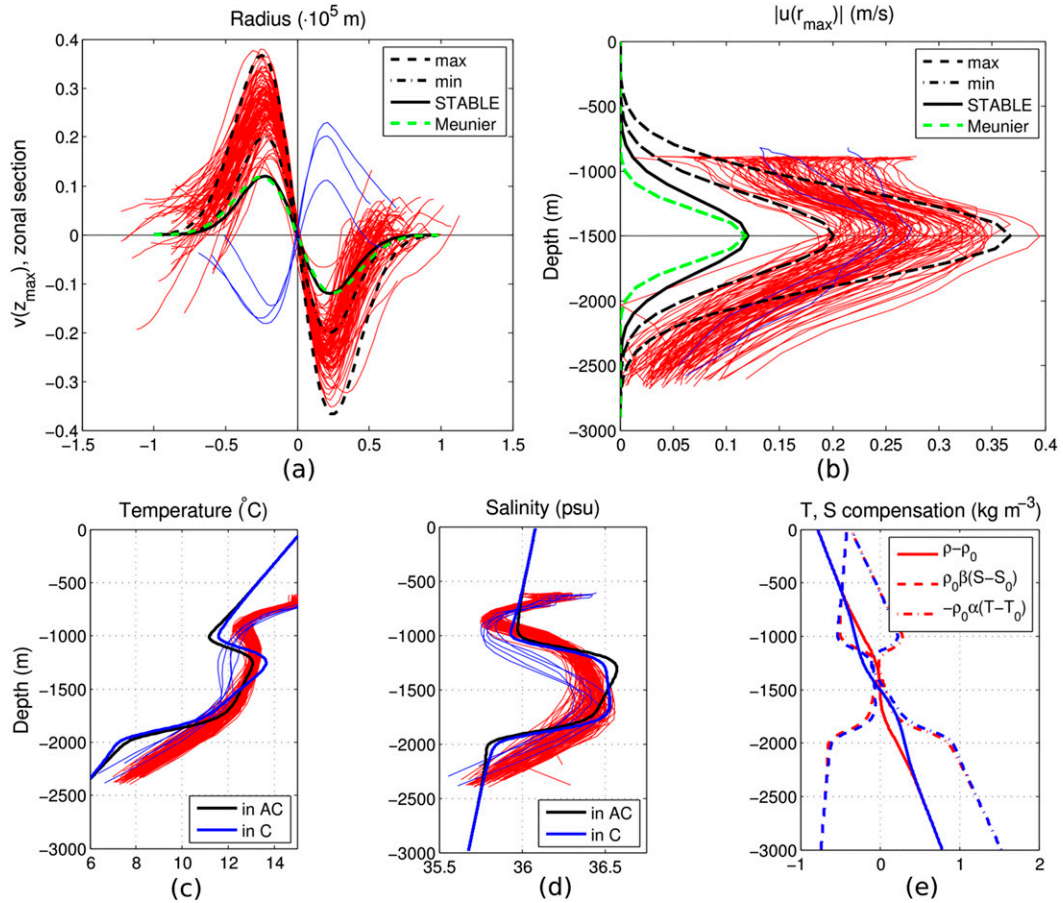 Radius (·10⁵ m)
v(z_max), zonal section
0.4
0.3
0.2
0.1
0
−0.1
−0.2
−0.3
−0.4
−1.5 −1 −0.5 0 0.5 1 1.5
max
min
STABLE
Meunier
(a)
|u(r_max)| (m/s)
Depth (m)
0
−500
−1000
−1500
−2000
−2500
−3000
0 0.05 0.1 0.15 0.2 0.25 0.3 0.35 0.4
max
min
STABLE
Meunier
(b)
Temperature (°C)
Depth (m)
0
−500
−1000
−1500
−2000
−2500
−3000
6 8 10 12 14
in AC
in C
(c)
Salinity (psu)
0
−500
−1000
−1500
−2000
−2500
−3000
35.5 36 36.5
in AC
in C
(d)
T, S compensation (kg m⁻³)
0
−500
−1000
−1500
−2000
−2500
−3000
−1 0 1 2
ρ−ρ₀
ρ₀β(S−S₀)
−ρ₀α(T−T₀)
(e)